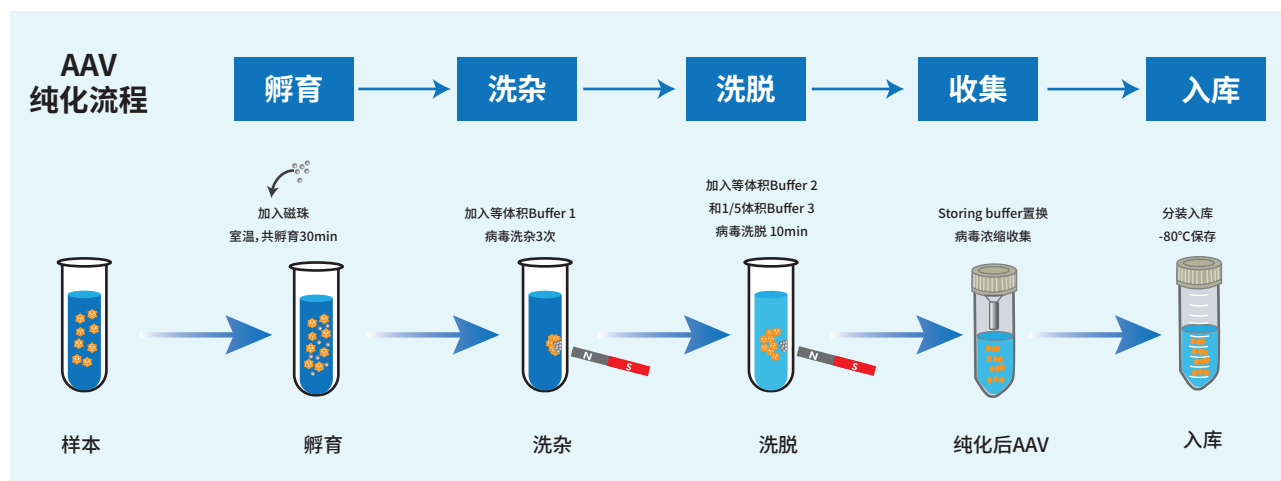 AAV
纯化流程
孵育
洗杂
洗脱
收集
入库
加入磁珠
室温,共孵育30min
加入等体积Buffer 1
病毒洗杂3次
加入等体积Buffer 2
和1/5体积Buffer 3
病毒洗脱 10min
Storing buffer置换
病毒浓缩收集
分装入库
-80℃保存
N
S
N
S
样本
孵育
洗杂
洗脱
纯化后AAV
入库